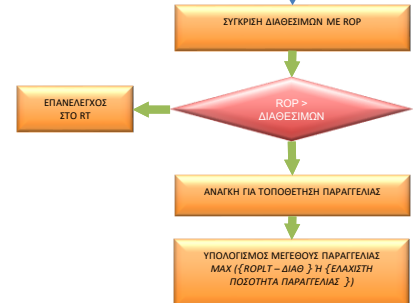 ΣΥΓΚΡΙΣΗ ΔΙΑΘΕΣΙΜΩΝ ΜΕ ROP
ROP >
ΔΙΑΘΕΣΙΜΩΝ
ΕΠΑΝΕΛΕΓΧΟΣ
ΣΤΟ RT
ΑΝΑΓΚΗ ΓΙΑ ΤΟΠΟΘΕΤΗΣΗ ΠΑΡΑΓΓΕΛΙΑΣ
ΥΠΟΛΟΓΙΣΜΟΣ ΜΕΓΕΘΟΥΣ ΠΑΡΑΓΓΕΛΙΑΣ
MAX ({ROPLT – ΔΙΑΘ } Ή {ΕΛΑΧΙΣΤΗ
ΠΟΣΟΤΗΤΑ ΠΑΡΑΓΓΕΛΙΑΣ })